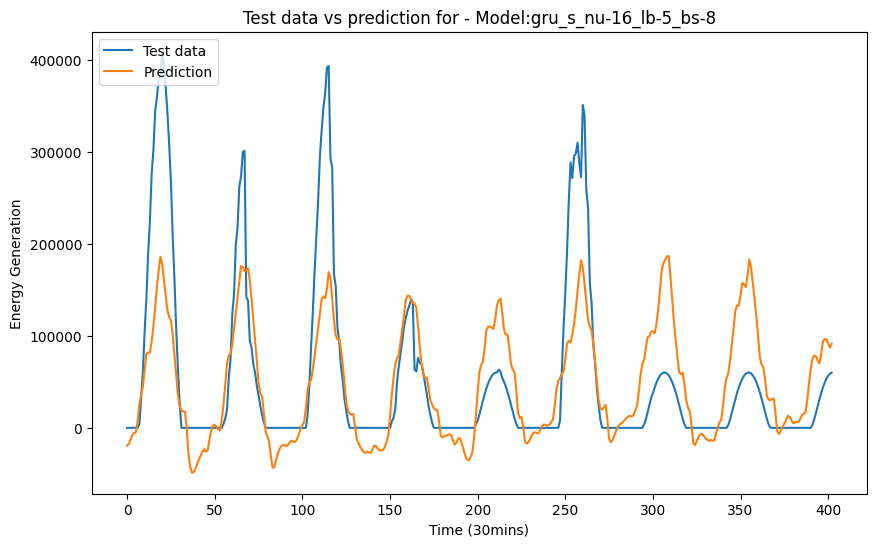 Test data vs prediction for - Model:gru_s_nu-16_lb-5_bs-8
Test data
Prediction
Energy Generation
400000
300000
200000
100000
0
0 50 100 150 200 250 300 350 400
Time (30mins)